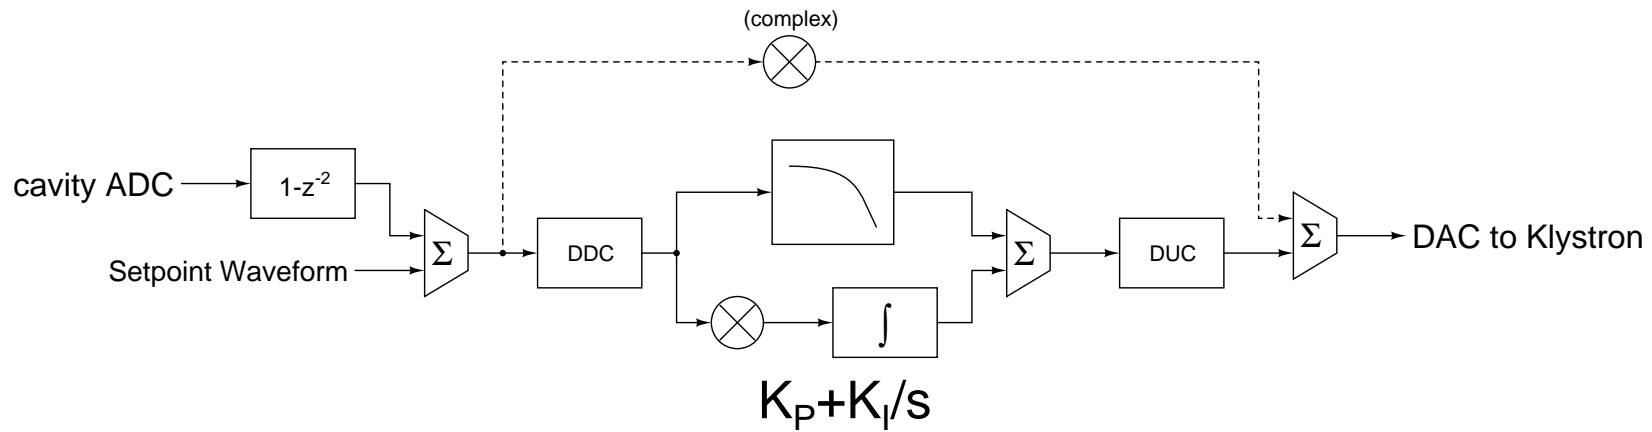 (complex)
cavity ADC
1-z⁻²
Σ
Setpoint Waveform
DDC
Σ
DUC
Σ
DAC to Klystron
∫
K_P+K_I/s